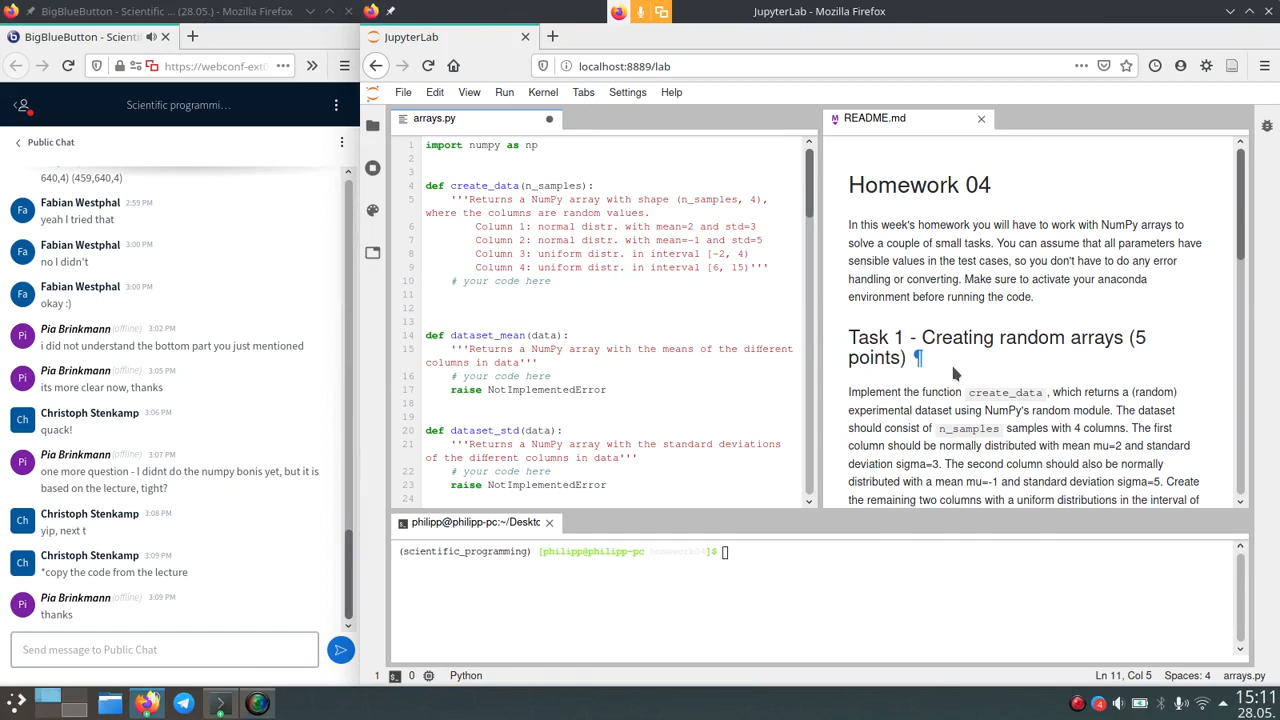 BigBlueButton - Scientific ... (28.05.) - Mozilla Firefox
JupyterLab — Mozilla Firefox
BigBlueButton - Scienti
JupyterLab
https://webconf-ext0
localhost:8889/lab
Scientific programmi...
File Edit View Run Kernel Tabs Settings Help
Public Chat
640,4) (459,640,4)
Fa Fabian Westphal 2:59 PM
yeah I tried that
Fa Fabian Westphal 3:00 PM
no I didn't
Fa Fabian Westphal 3:00 PM
okay :)
Pi Pia Brinkmann (offline) 3:02 PM
i did not understand the bottom part you just mentioned
Pi Pia Brinkmann (offline) 3:05 PM
its more clear now, thanks
Ch Christoph Stenkamp 3:06 PM
quack!
Pi Pia Brinkmann (offline) 3:07 PM
one more question - I didnt do the numpy bonis yet, but it is
based on the lecture, tight?
Ch Christoph Stenkamp 3:08 PM
yip, next t
Ch Christoph Stenkamp 3:09 PM
*copy the code from the lecture
Pi Pia Brinkmann (offline) 3:09 PM
thanks
Send message to Public Chat
arrays.py
1 import numpy as np
2
3
4 def create_data(n_samples):
5 '''Returns a NumPy array with shape (n_samples, 4),
where the columns are random values.
6 Column 1: normal distr. with mean=2 and std=3
7 Column 2: normal distr. with mean=-1 and std=5
8 Column 3: uniform distr. in interval [-2, 4)
9 Column 4: uniform distr. in interval [6, 15)'''
10 # your code here
11
12
13
14 def dataset_mean(data):
15 '''Returns a NumPy array with the means of the different
columns in data'''
16 # your code here
17 raise NotImplementedError
18
19
20 def dataset_std(data):
21 '''Returns a NumPy array with the standard deviations
of the different columns in data'''
22 # your code here
23 raise NotImplementedError
24
README.md
Homework 04
In this week's homework you will have to work with NumPy arrays to
solve a couple of small tasks. You can assume that all parameters have
sensible values in the test cases, so you don't have to do any error
handling or converting. Make sure to activate your anaconda
environment before running the code.
Task 1 - Creating random arrays (5
points) ¶
Implement the function create_data, which returns a (random)
experimental dataset using NumPy's random module. The dataset
should consist of n_samples samples with 4 columns. The first
column should be normally distributed with mean mu=2 and standard
deviation sigma=3. The second column should also be normally
distributed with a mean mu=-1 and standard deviation sigma=5. Create
the remaining two columns with a uniform distributions in the interval of
philipp@philipp-pc:~/Deskto
(scientific_programming) [philipp@philipp-pc homework04]$
1 0 Python
Ln 11, Col 5 Spaces: 4 arrays.py
4
15:11
28.05.